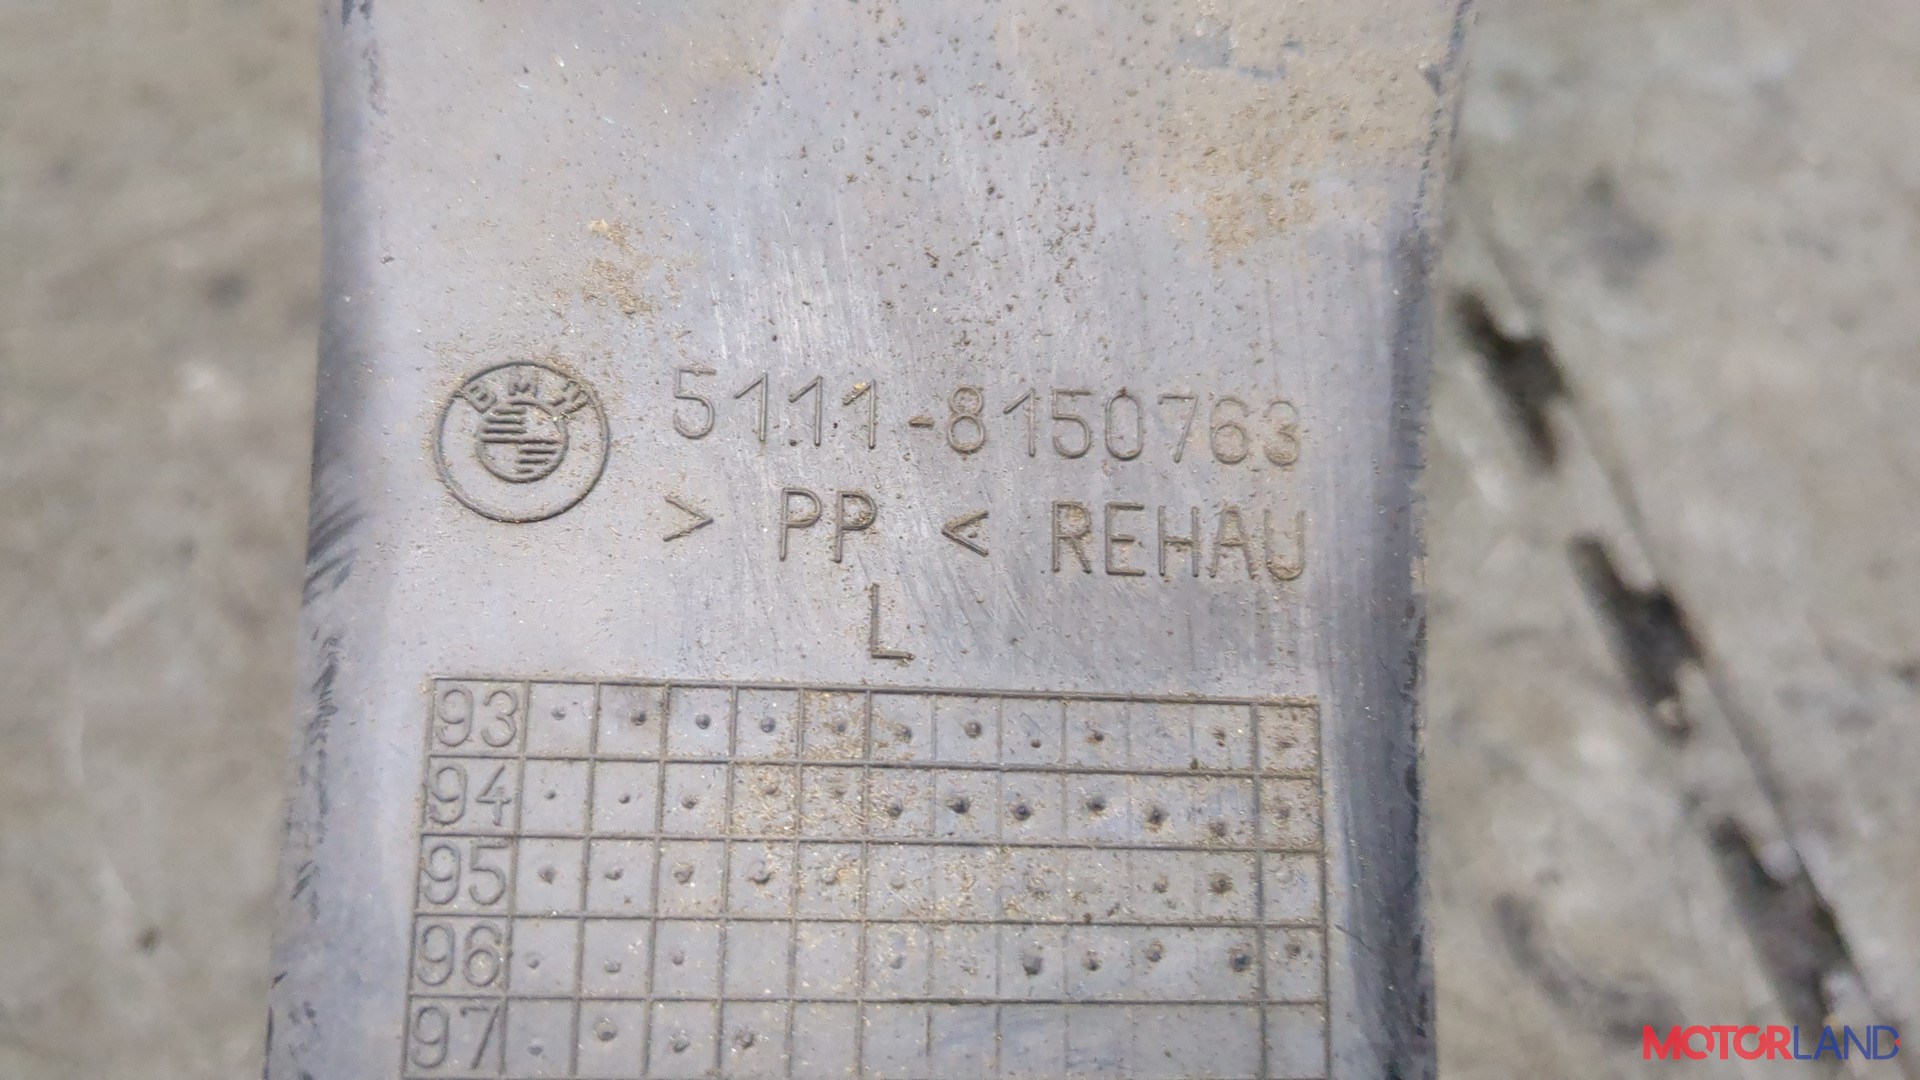 BMW
5111-8150763
> PP < REHAU
L
93
94
95
96
97
MOTORLAND